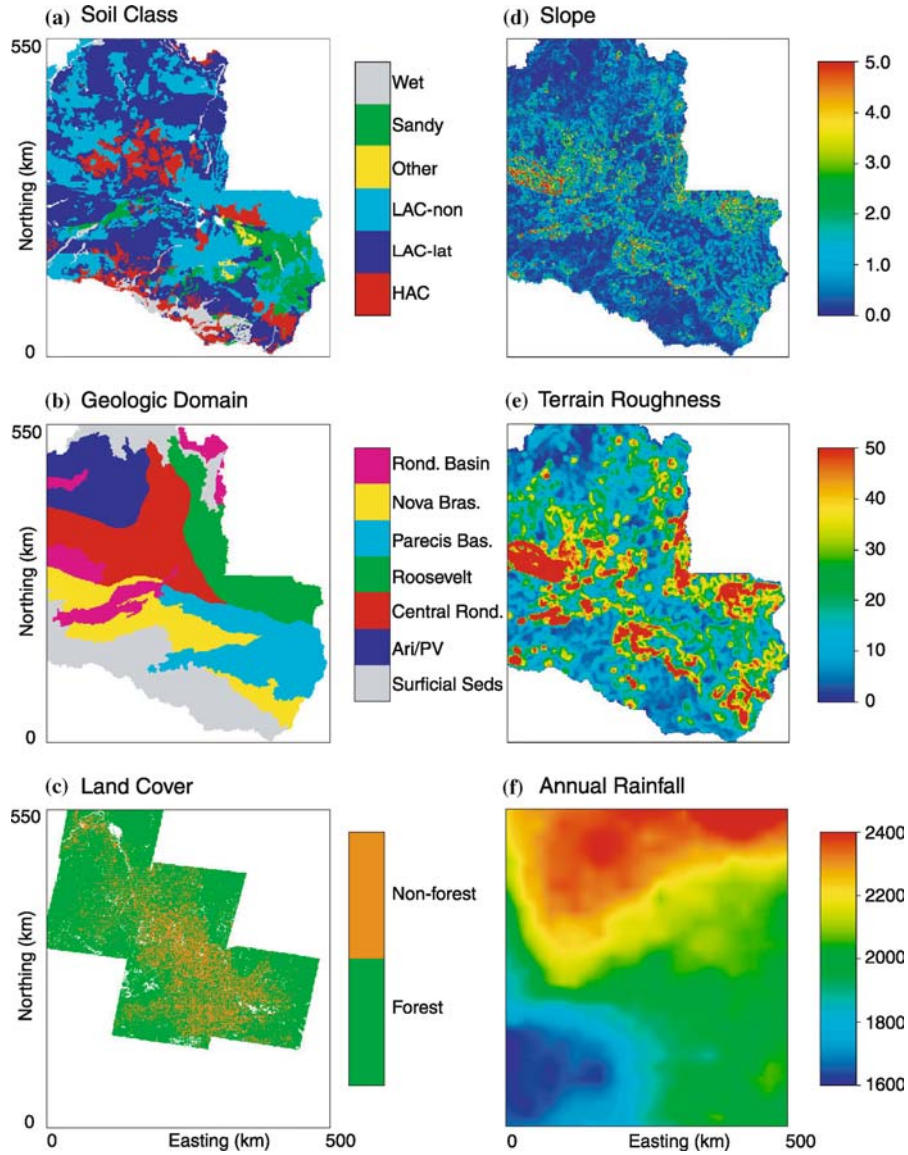 (a) Soil Class
550
Northing (km)
0
Wet
Sandy
Other
LAC-non
LAC-lat
HAC
(d) Slope
5.0
4.0
3.0
2.0
1.0
0.0
(b) Geologic Domain
550
Northing (km)
0
Rond. Basin
Nova Bras.
Parecis Bas.
Roosevelt
Central Rond.
Ari/PV
Surficial Seds
(e) Terrain Roughness
50
40
30
20
10
0
(c) Land Cover
550
Northing (km)
0
0
Easting (km)
500
Non-forest
Forest
(f) Annual Rainfall
2400
2200
2000
1800
1600
0
Easting (km)
500